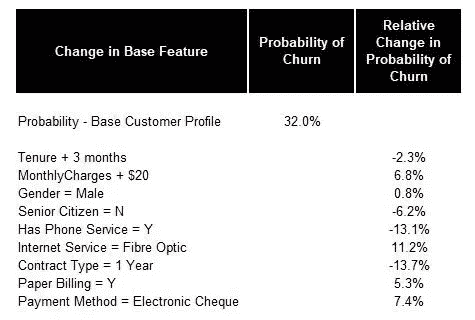 Change in Base Feature
Probability of
Churn
Relative
Change in
Probability of
Churn
Probability - Base Customer Profile 32.0%
Tenure + 3 months -2.3%
MonthlyCharges + $20 6.8%
Gender = Male 0.8%
Senior Citizen = N -6.2%
Has Phone Service = Y -13.1%
Internet Service = Fibre Optic 11.2%
Contract Type = 1 Year -13.7%
Paper Billing = Y 5.3%
Payment Method = Electronic Cheque 7.4%